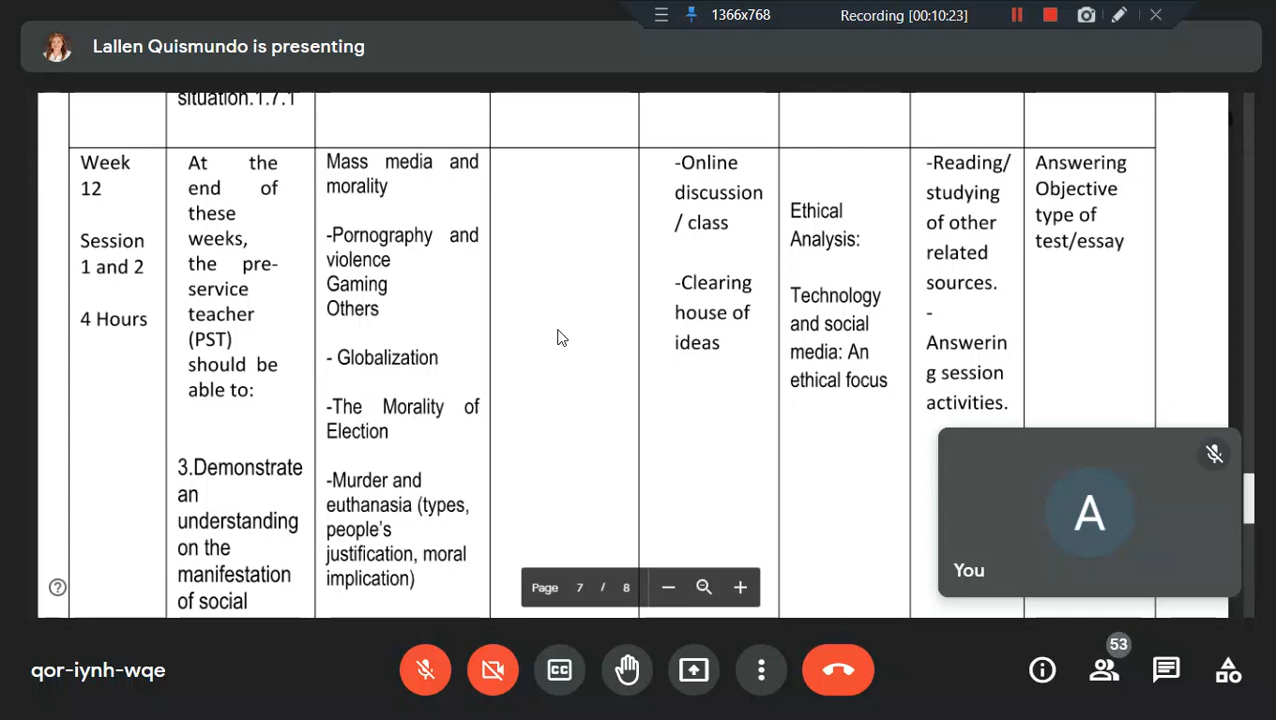 1366x768
Recording [00:10:23]
Lallen Quismundo is presenting
situation.1.7.1
Week
12
Session
1 and 2
4 Hours
At the
end of
these
weeks,
the pre-
service
teacher
(PST)
should be
able to:
3.Demonstrate
an
understanding
on the
manifestation
of social
Mass media and
morality
-Pornography and
violence
Gaming
Others
- Globalization
-The Morality of
Election
-Murder and
euthanasia (types,
people's
justification, moral
implication)
-Online
discussion
/ class
-Clearing
house of
ideas
Ethical
Analysis:
Technology
and social
media: An
ethical focus
-Reading/
studying
of other
related
sources.
-
Answerin
g session
activities.
Answering
Objective
type of
test/essay
Page 7 / 8
A
You
qor-iynh-wqe
CC
53